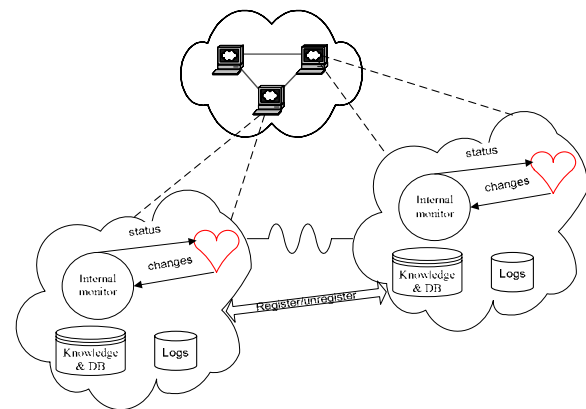 status
changes
Internal
monitor
Knowledge
& DB
Logs
status
changes
Internal
monitor
Register/unregister
Knowledge
& DB
Logs